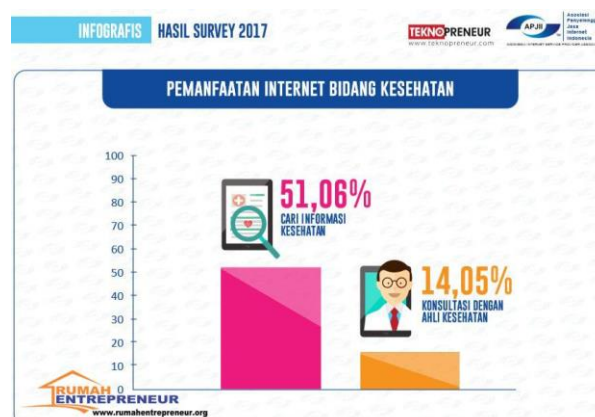 INFOGRAFIS HASIL SURVEY 2017
TEKNOPRENEUR
www.teknopreneur.com
APJII
Asosiasi
Penyelenggara
Jasa
Internet
Indonesia
PEMANFAATAN INTERNET BIDANG KESEHATAN
100
90
80
70
60
50
40
30
20
10
0
51,06%
CARI INFORMASI
KESEHATAN
14,05%
KONSULTASI DENGAN
AHLI KESEHATAN
RUMAH
ENTREPRENEUR
www.rumahentrepreneur.org